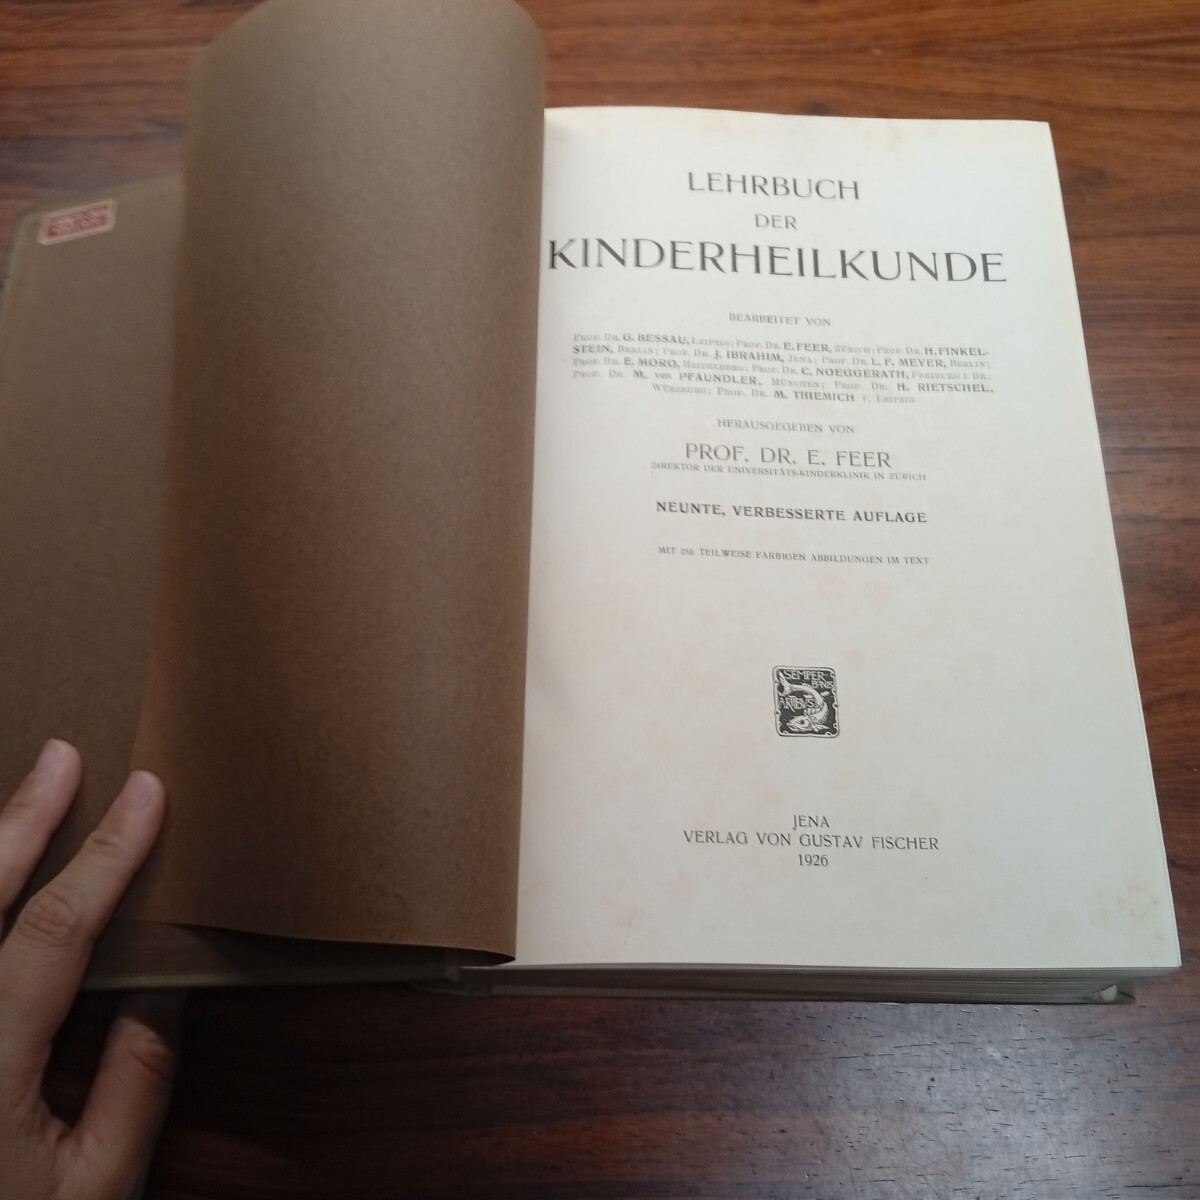 LEHRBUCH
DER
KINDERHEILKUNDE
BEARBEITET VON
PROF. DR. G. BESSAU, LEIPZIG; PROF. DR. E. FEER, ZÜRICH; PROF. DR. H. FINKEL-
STEIN, BERLIN; PROF. DR. J. IBRAHIM, JENA; PROF. DR. L. F. MEYER, BERLIN;
PROF. DR. E. MORO, HEIDELBERG; PROF. DR. C. NOEGGERATH, FREIBURG I. BR.;
PROF. DR. M. VON PFAUNDLER, MÜNCHEN; PROF. DR. H. RIETSCHEL,
WÜRZBURG; PROF. DR. M. THIEMICH †, LEIPZIG
HERAUSGEGEBEN VON
PROF. DR. E. FEER
DIREKTOR DER UNIVERSITÄTS-KINDERKLINIK IN ZÜRICH
NEUNTE, VERBESSERTE AUFLAGE
MIT TEILWEISE FARBIGEN ABBILDUNGEN IM TEXT
SEMPER
BONIS
ARTIBVS
JENA
VERLAG VON GUSTAV FISCHER
1926